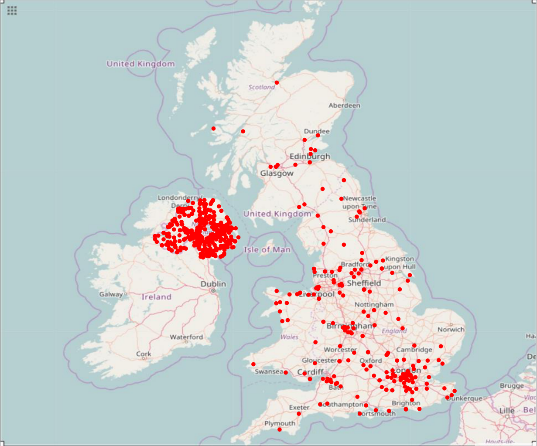 United Kingdom
Scotland
Aberdeen
Dundee
Edinburgh
Glasgow
Londonderry
Newcastle
upon Tyne
Sunderland
United Kingdom
Isle of Man
Bradford
Kingston
upon Hull
Preston
Dublin
Sheffield
Galway
Ireland
Nottingham
Birmingham
England
Norwich
Waterford
Wales
Worcester
Cambridge
Cork
Gloucester
Oxford
Swansea
Cardiff
Exeter
Brighton
Plymouth
Brugge
Lille